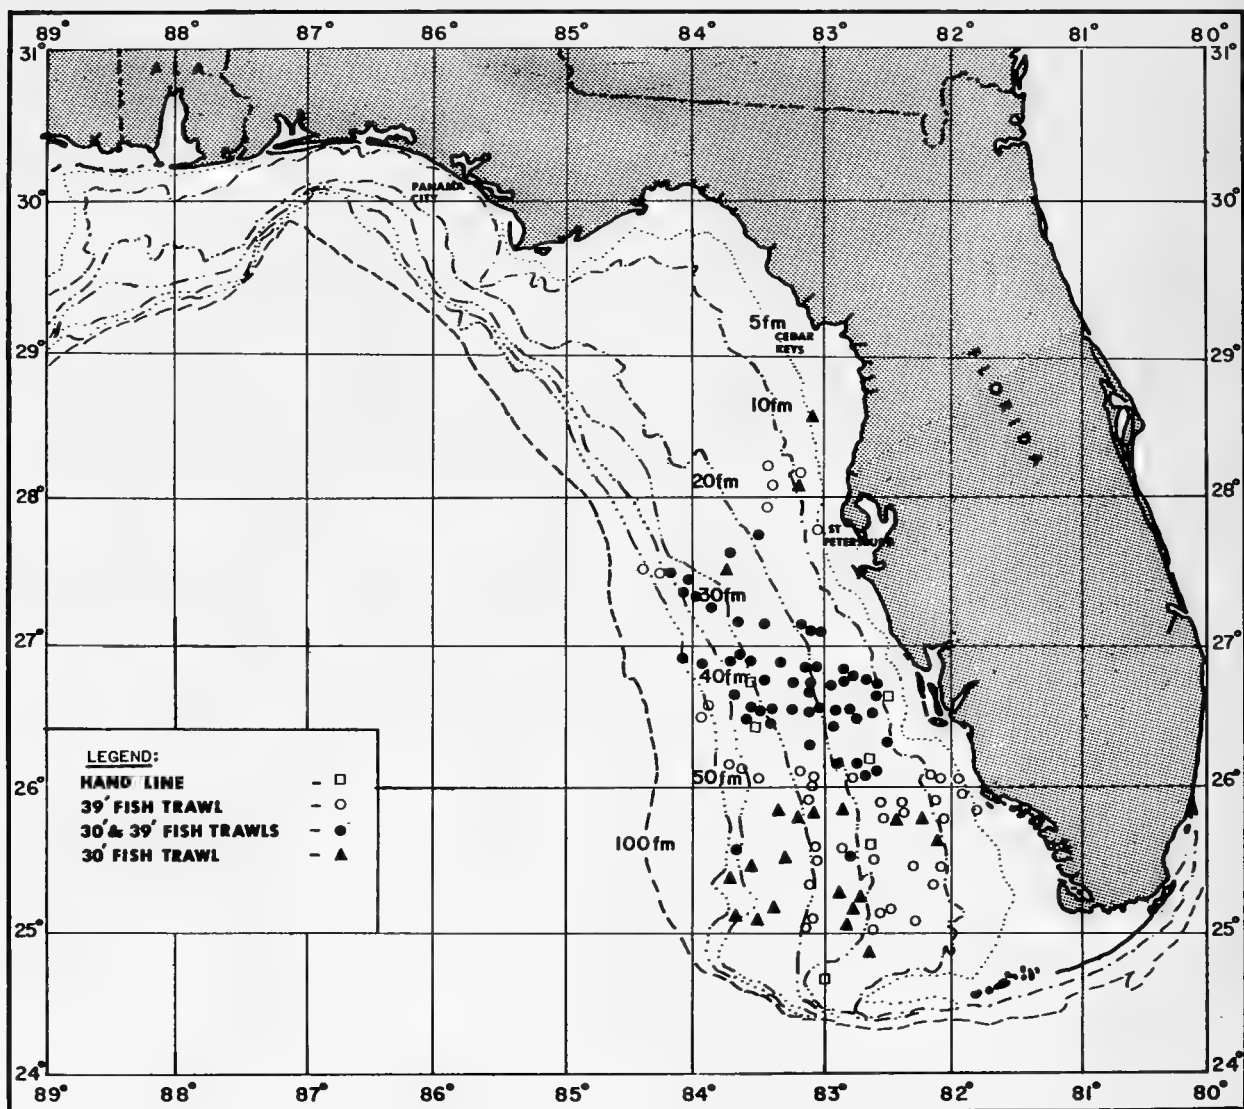 89° 88° 87° 86° 85° 84° 83° 82° 81° 80°
31° 31°
ALA
30° PANAMA CITY 30°
29° 5fm CEDAR KEYS 29°
FLORIDA
10fm
28° 20fm 28°
ST PETERSBURG
30fm
27° 27°
40fm
LEGEND:
HAND LINE - □
39' FISH TRAWL - ○
30' & 39' FISH TRAWLS - ●
30' FISH TRAWL - ▲
26° 50fm 26°
100fm
25° 25°
24° 24°
89° 88° 87° 86° 85° 84° 83° 82° 81° 80°